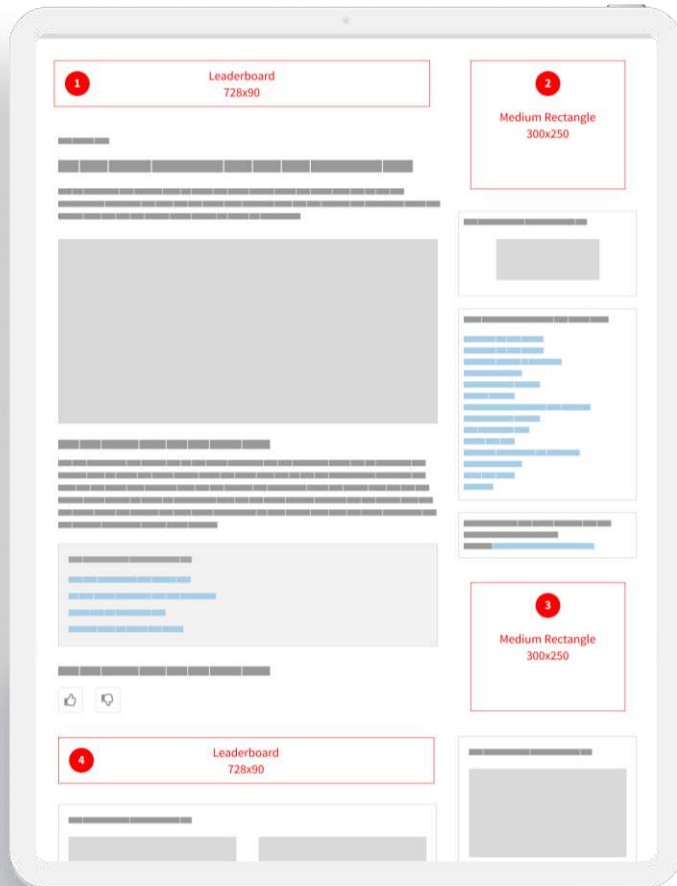 1
Leaderboard
728x90
2
Medium Rectangle
300x250
3
Medium Rectangle
300x250
4
Leaderboard
728x90